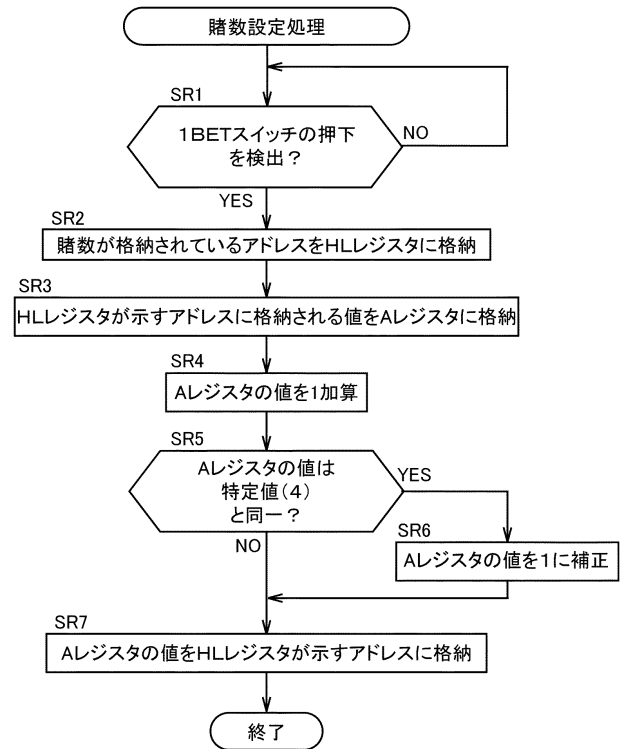 賭数設定処理
SR1
1BETスイッチの押下
を検出?
NO
YES
SR2
賭数が格納されているアドレスをHLレジスタに格納
SR3
HLレジスタが示すアドレスに格納される値をAレジスタに格納
SR4
Aレジスタの値を1加算
SR5
Aレジスタの値は
特定値(4)
と同一?
YES
NO
SR6
Aレジスタの値を1に補正
SR7
Aレジスタの値をHLレジスタが示すアドレスに格納
終了